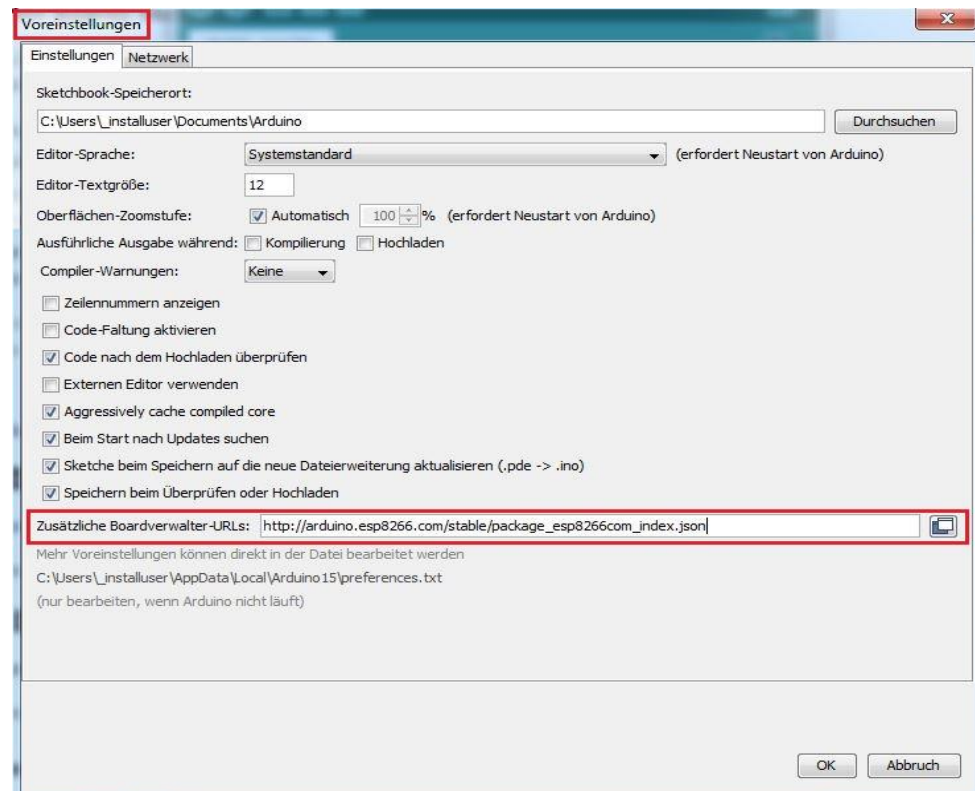 Voreinstellungen
Einstellungen Netzwerk
Sketchbook-Speicherort:
C:\Users\_installuser\Documents\Arduino Durchsuchen
Editor-Sprache: Systemstandard (erfordert Neustart von Arduino)
Editor-Textgröße: 12
Oberflächen-Zoomstufe: Automatisch 100 % (erfordert Neustart von Arduino)
Ausführliche Ausgabe während: Kompilierung Hochladen
Compiler-Warnungen: Keine
Zeilennummern anzeigen
Code-Faltung aktivieren
Code nach dem Hochladen überprüfen
Externen Editor verwenden
Aggressively cache compiled core
Beim Start nach Updates suchen
Sketche beim Speichern auf die neue Dateierweiterung aktualisieren (.pde -> .ino)
Speichern beim Überprüfen oder Hochladen
Zusätzliche Boardverwalter-URLs: http://arduino.esp8266.com/stable/package_esp8266com_index.json
Mehr Voreinstellungen können direkt in der Datei bearbeitet werden
C:\Users\_installuser\AppData\Local\Arduino15\preferences.txt
(nur bearbeiten, wenn Arduino nicht läuft)
OK Abbruch